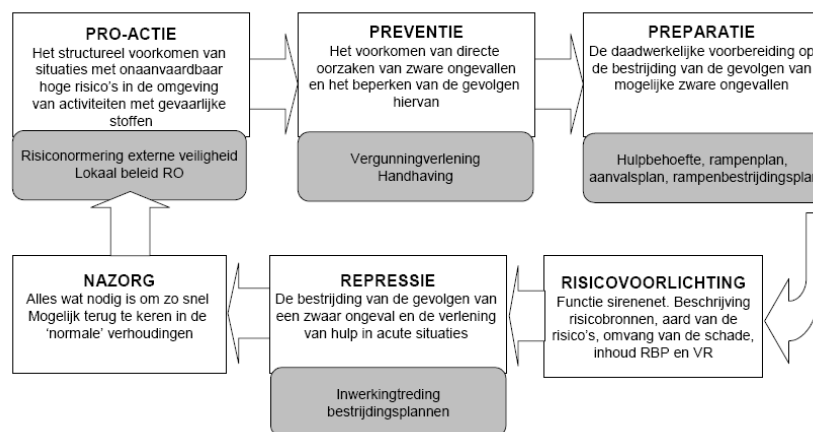 PRO-ACTIE
Het structureel voorkomen van
situaties met onaanvaardbaar
hoge risico's in de omgeving
van activiteiten met gevaarlijke
stoffen
Risiconormering externe veiligheid
Lokaal beleid RO
PREVENTIE
Het voorkomen van directe
oorzaken van zware ongevallen
en het beperken van de gevolgen
hiervan
Vergunningverlening
Handhaving
PREPARATIE
De daadwerkelijke voorbereiding op
de bestrijding van de gevolgen van
mogelijke zware ongevallen
Hulpbehoefte, rampenplan,
aanvalsplan, rampenbestrijdingsplan
RISICOVOORLICHTING
Functie sirenenet. Beschrijving
risicobronnen, aard van de
risico's, omvang van de schade,
inhoud RBP en VR
REPRESSIE
De bestrijding van de gevolgen van
een zwaar ongeval en de verlening
van hulp in acute situaties
Inwerkingtreding
bestrijdingsplannen
NAZORG
Alles wat nodig is om zo snel
Mogelijk terug te keren in de
'normale' verhoudingen